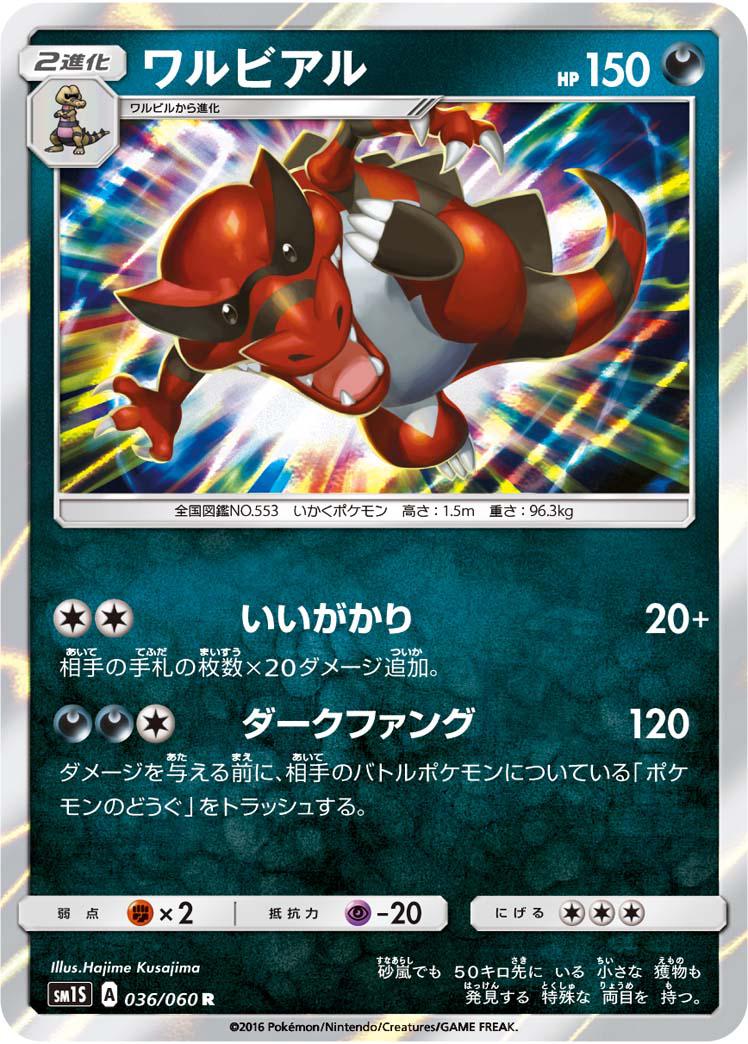 2進化 ワルビアル HP 150
ワルビルから進化
全国図鑑NO.553 いかくポケモン 高さ:1.5m 重さ:96.3kg
いいがかり 20+
相手の手札の枚数×20ダメージ追加。
ダークファング 120
ダメージを与える前に、相手のバトルポケモンについている「ポケ
モンのどうぐ」をトラッシュする。
弱点 ×2 抵抗力 -20 にげる
Illus.Hajime Kusajima
砂嵐でも 50キロ先に いる 小さな 獲物も
発見する 特殊な 両目を 持つ。
SM1S A 036/060 R
©2016 Pokémon/Nintendo/Creatures/GAME FREAK.